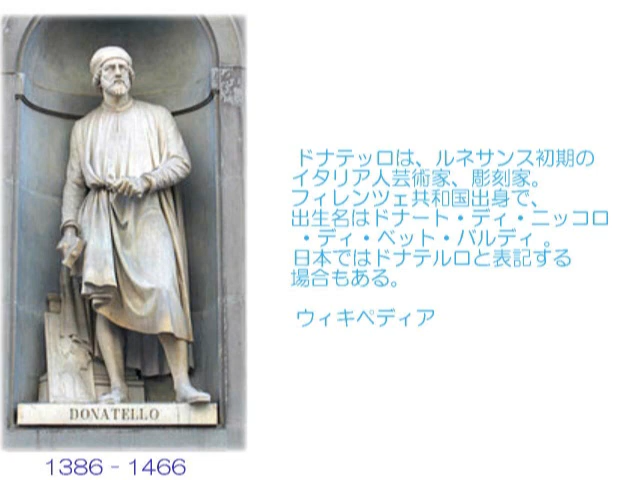 DONATELLO
1386 - 1466
ドナテッロは、ルネサンス初期の
イタリア人芸術家、彫刻家。
フィレンツェ共和国出身で、
出生名はドナート・ディ・ニッコロ
・ディ・ベット・バルディ 。
日本ではドナテルロと表記する
場合もある。
ウィキペディア